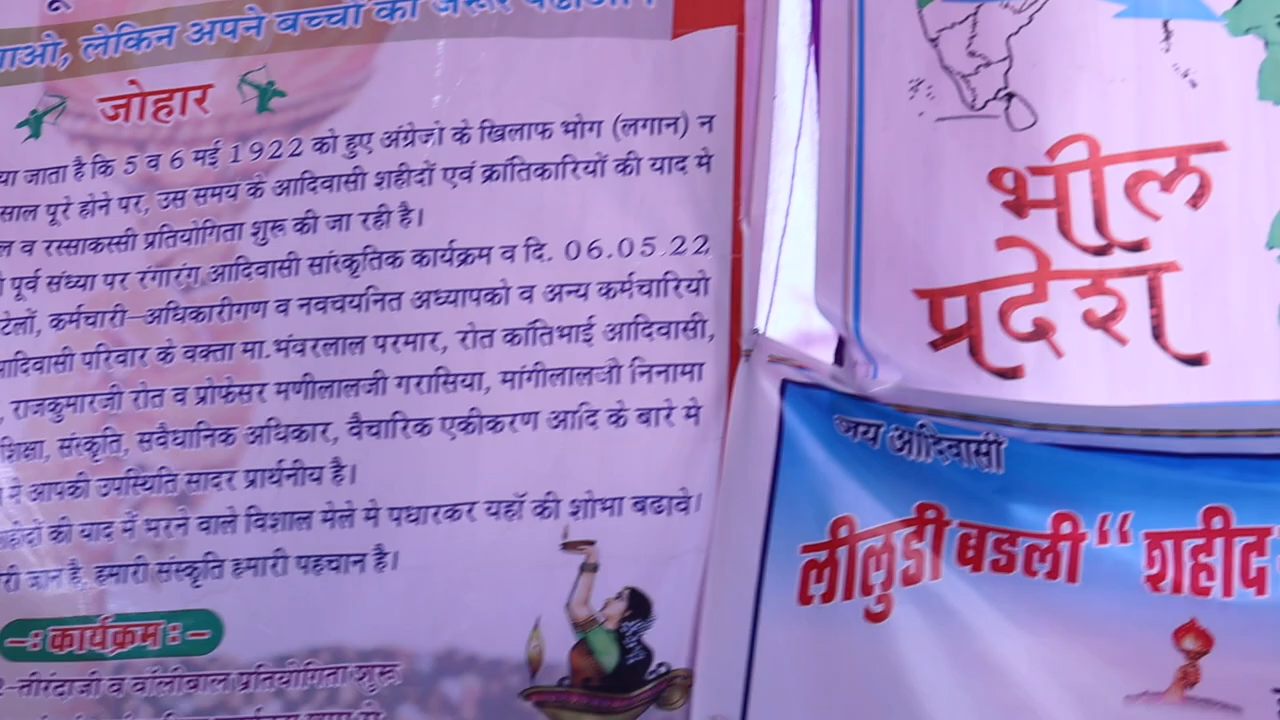 लेकिन अपने बच्चों को जरूर
जोहार
या जाता है कि 5 व 6 मई 1922 को हुए अंग्रेजो के खिलाफ भोग (लगान) न
साल पूरे होने पर, उस समय के आदिवासी शहीदों एवं क्रांतिकारियों की याद मे
ल व रस्साकस्सी प्रतियोगिता शुरू की जा रही है।
पूर्व संध्या पर रंगारंग आदिवासी सांस्कृतिक कार्यक्रम व दि. 06.05.22
टेलों, कर्मचारी–अधिकारीगण व नवचयनित अध्यापको व अन्य कर्मचारियो
आदिवासी परिवार के वक्ता मा. भंवरलाल परमार, रोत कांतिभाई आदिवासी,
, राजकुमारजी रोत व प्रोफेसर मणीलालजी गरासिया, मांगीलालजी निनामा
शिक्षा, संस्कृति, सवैधानिक अधिकार, वैचारिक एकीकरण आदि के बारे मे
मे आपकी उपस्थिति सादर प्रार्थनीय है।
शहीदों की याद में भरने वाले विशाल मेले मे पधारकर यहाँ की शोभा बढावे।
री जान है, हमारी संस्कृति हमारी पहचान है।
–: कार्यक्रम : –
–तीरंदाजी व वॉलीबाल प्रतियोगिता शुरू
भील
प्रदेश
जय आदिवासी
लीलुडी बडली “ शहीद